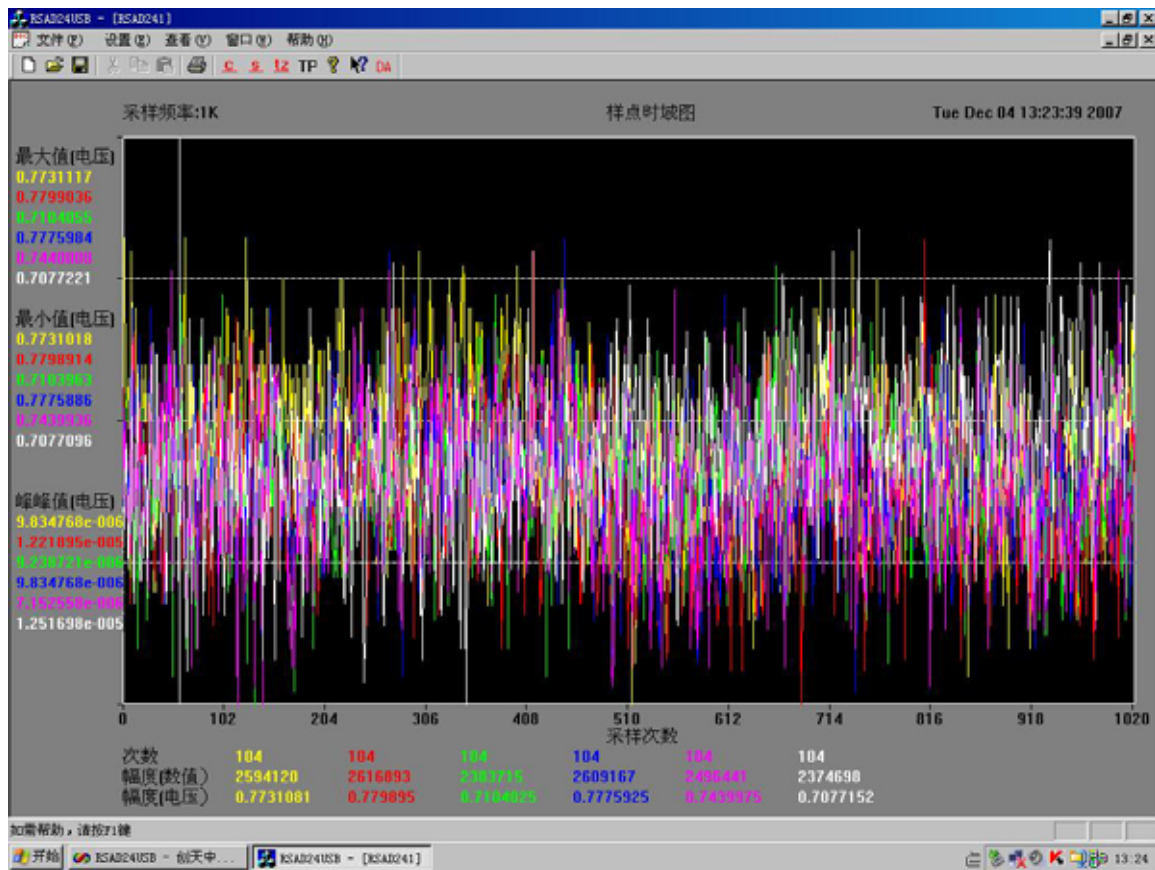 RSAD24USB - [RSAD241]
文件(F) 设置(E) 查看(V) 窗口(W) 帮助(H)
C S tz TP DA
采样频率:1K 样点时域图 Tue Dec 04 13:23:39 2007
最大值(电压)
0.7731117
0.7799036
0.7104055
0.7775984
0.7440008
0.7077221
最小值(电压)
0.7731018
0.7798914
0.7103963
0.7775886
0.7439936
0.7077096
峰峰值(电压)
9.834768e-006
1.221895e-005
9.238721e-006
9.834768e-006
7.152558e-006
1.251698e-005
0 102 204 306 408 510 612 714 816 918 1020
采样次数
次数 104 104 104 104 104 104
幅度(数值) 2594120 2616893 2383715 2609167 2496441 2374698
幅度(电压) 0.7731081 0.779895 0.7104025 0.7775925 0.7439975 0.7077152
如需帮助，请按F1键
开始 RSAD24USB - 创天中... RSAD24USB - [RSAD241] 13:24